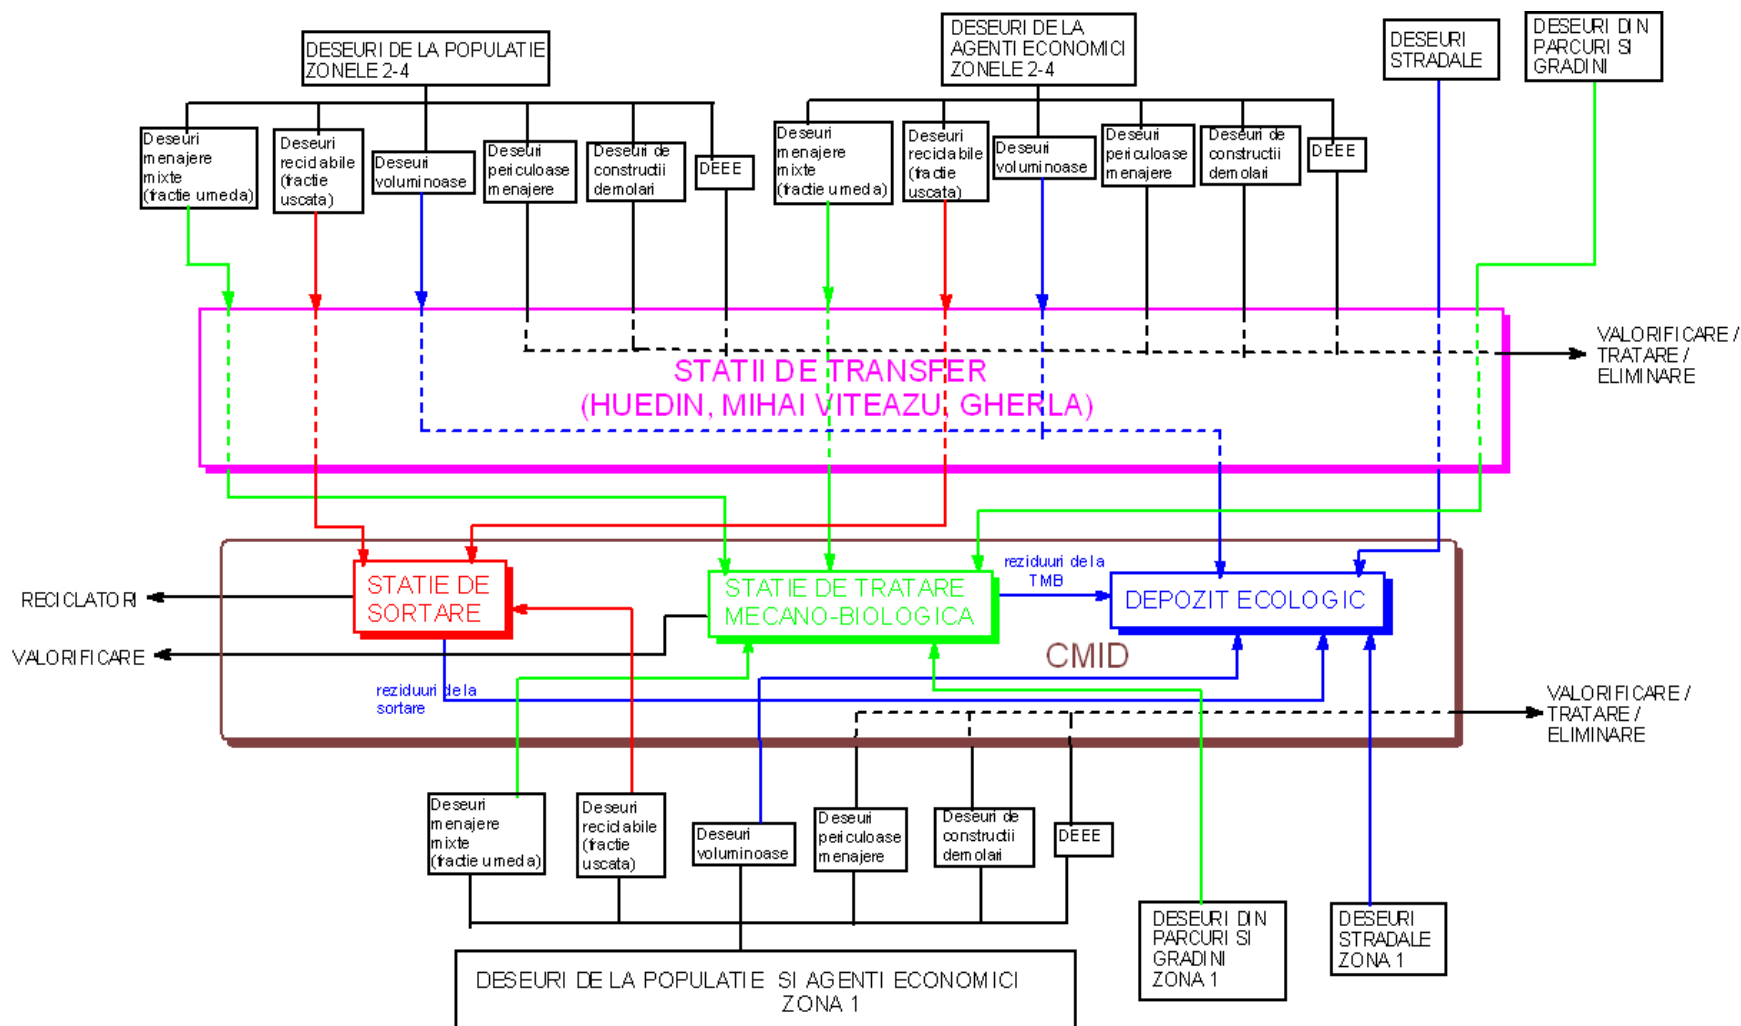 DESEURI DE LA POPULATIE
ZONELE 2-4
DESEURI DE LA
AGENTI ECONOMICI
ZONELE 2-4
DESEURI
STRADALE
DESEURI DIN
PARCURI SI
GRADINI
Deseuri
menajere
mixte
(fractie umeda)
Deseuri
reciclabile
(fractie
uscata)
Deseuri
voluminoase
Deseuri
periculoase
menajere
Deseuri de
constructii
demolari
DEEE
Deseuri
menajere
mixte
(fractie umeda)
Deseuri
reciclabile
(fractie
uscata)
Deseuri
voluminoase
Deseuri
periculoase
menajere
Deseuri de
constructii
demolari
DEEE
STATII DE TRANSFER
(HUEDIN, MIHAI VITEAZU, GHERLA)
VALORIFICARE /
TRATARE /
ELIMINARE
RECICLATORI
VALORIFICARE
STATIE DE
SORTARE
STATIE DE TRATARE
MECANO-BIOLOGICA
reziduuri de la
TMB
DEPOZIT ECOLOGIC
CMID
reziduuri de la
sortare
VALORIFICARE /
TRATARE /
ELIMINARE
Deseuri
menajere
mixte
(fractie umeda)
Deseuri
reciclabile
(fractie
uscata)
Deseuri
voluminoase
Deseuri
periculoase
menajere
Deseuri de
constructii
demolari
DEEE
DESEURI DIN
PARCURI SI
GRADINI
ZONA 1
DESEURI
STRADALE
ZONA 1
DESEURI DE LA POPULATIE SI AGENTI ECONOMICI
ZONA 1